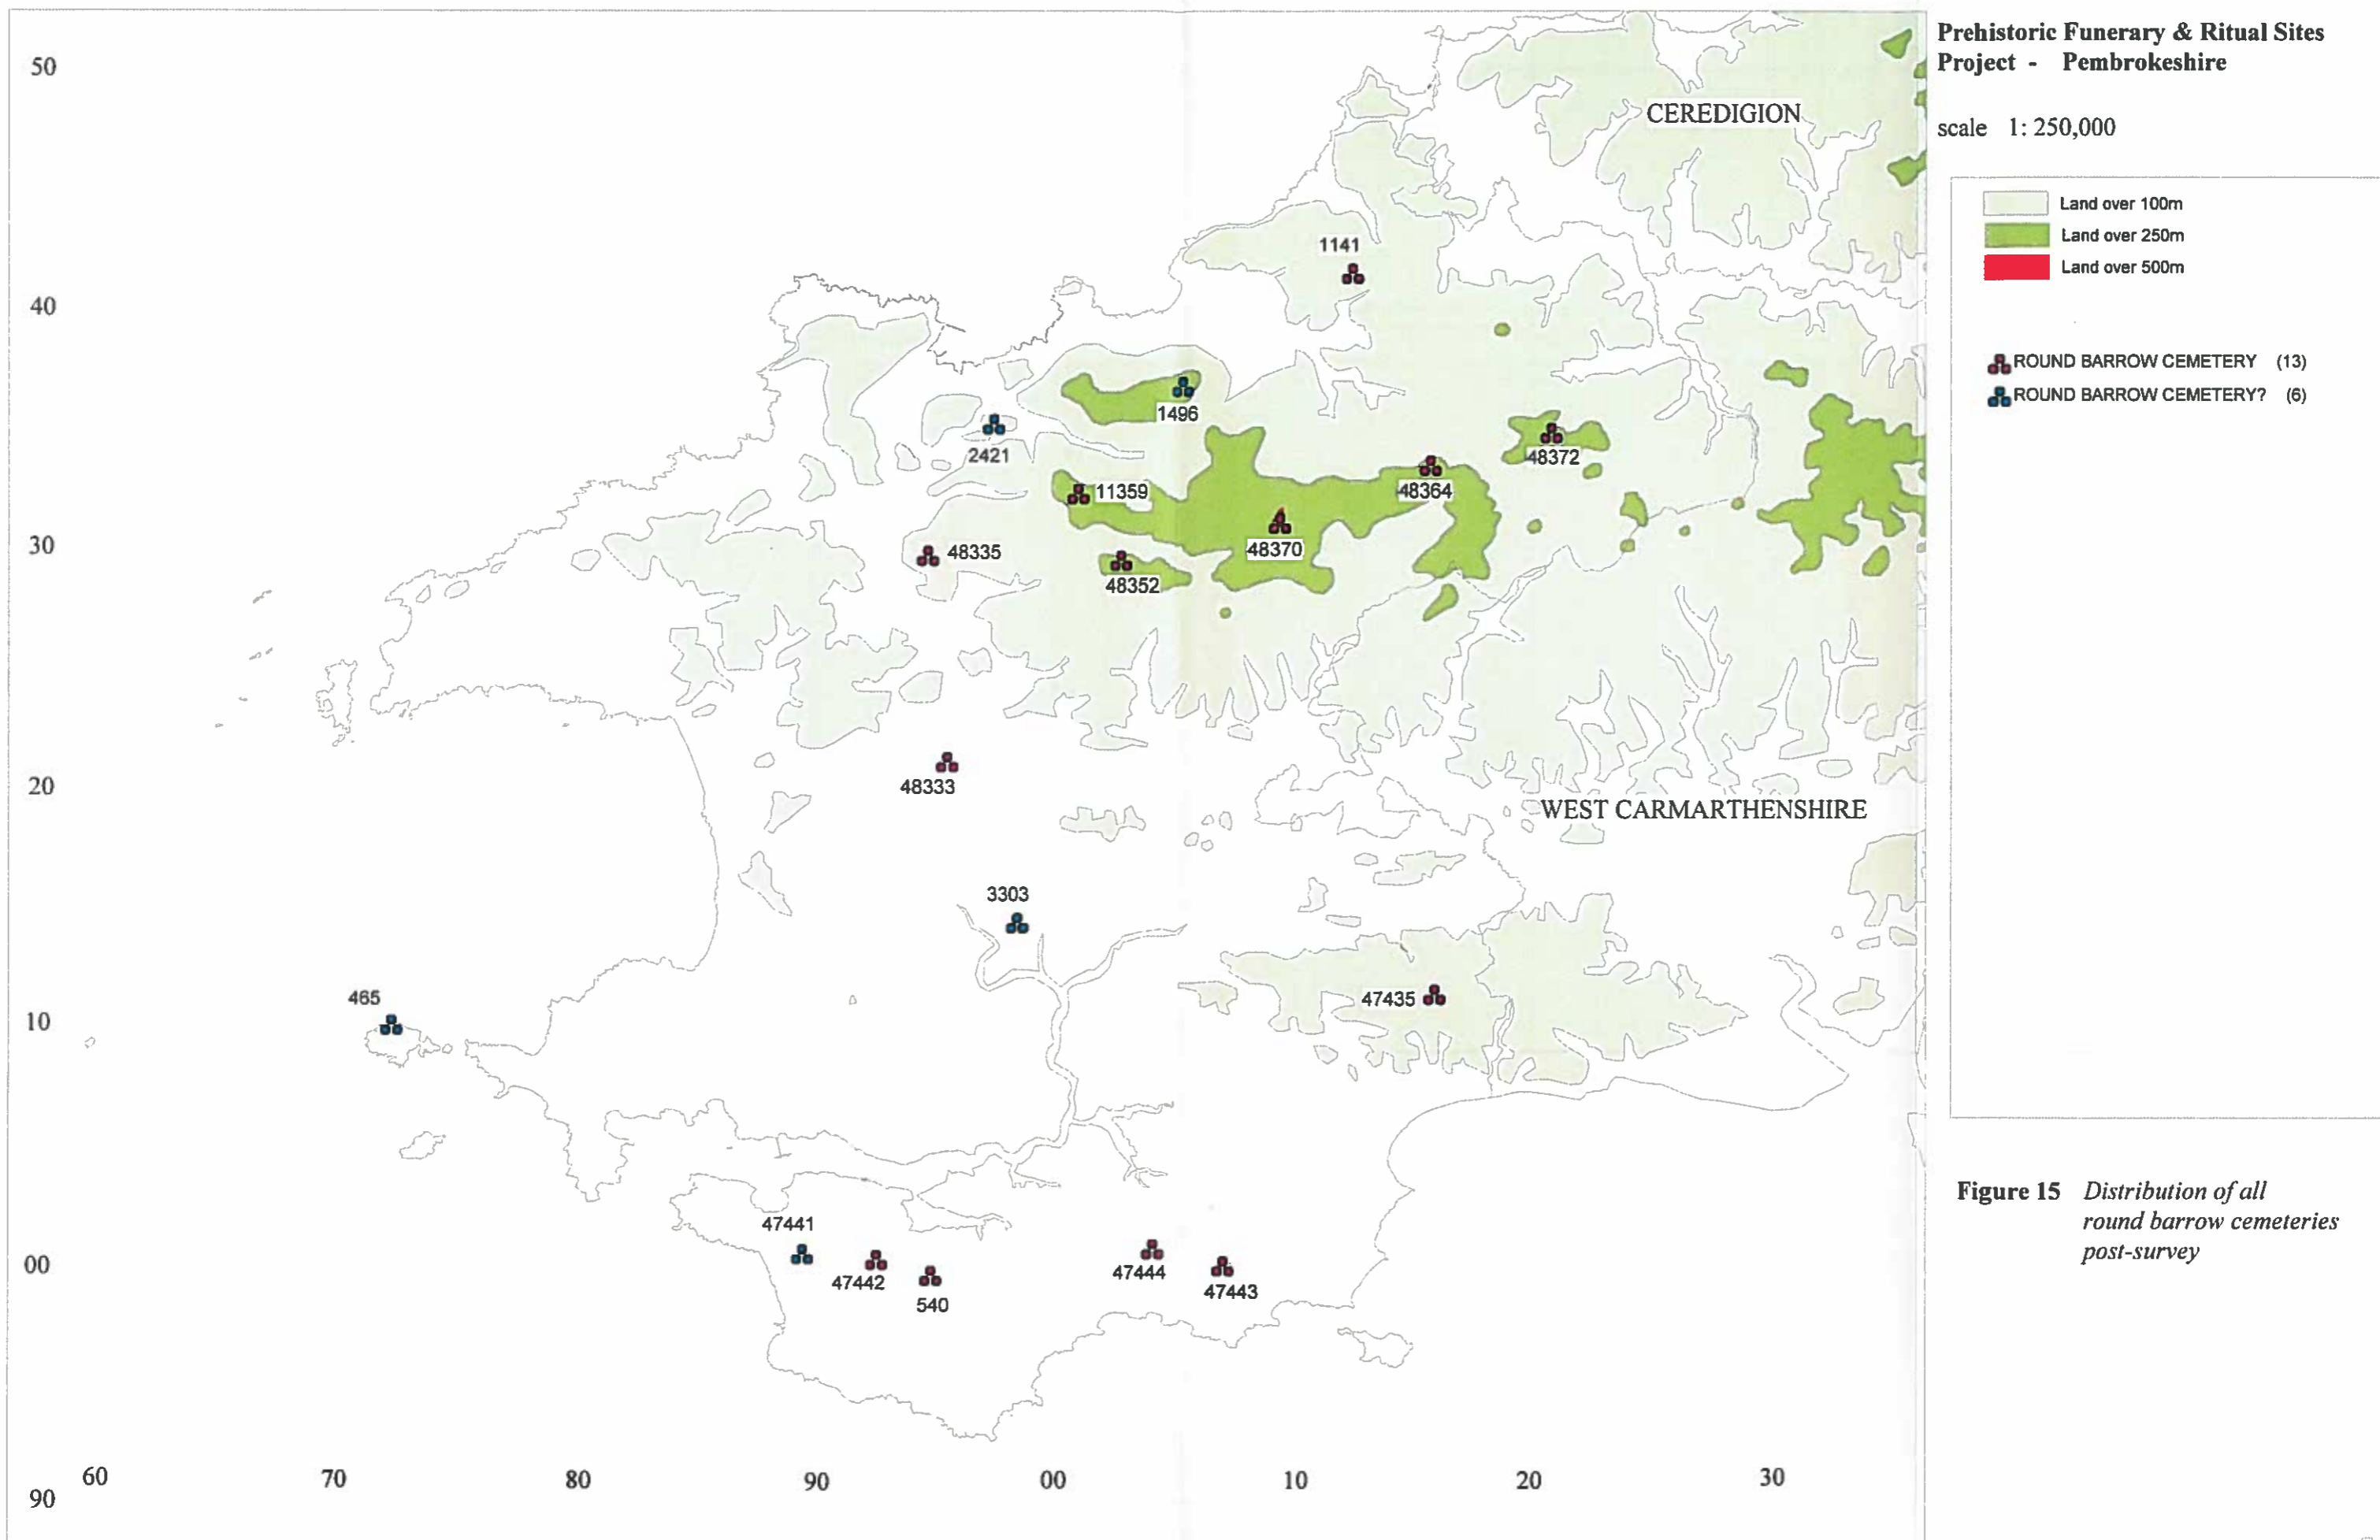 Prehistoric Funerary & Ritual Sites
Project - Pembrokeshire
scale 1: 250,000
Land over 100m
Land over 250m
Land over 500m
ROUND BARROW CEMETERY (13)
ROUND BARROW CEMETERY? (6)
Figure 15 Distribution of all
round barrow cemeteries
post-survey
50
CEREDIGION
1141
40
1496
2421
48372
11359
48364
30
48335
48370
48352
20
48333
WEST CARMARTHENSHIRE
3303
465
47435
10
47441
00
47442
47444
47443
540
60
70
80
90
00
10
20
30
90